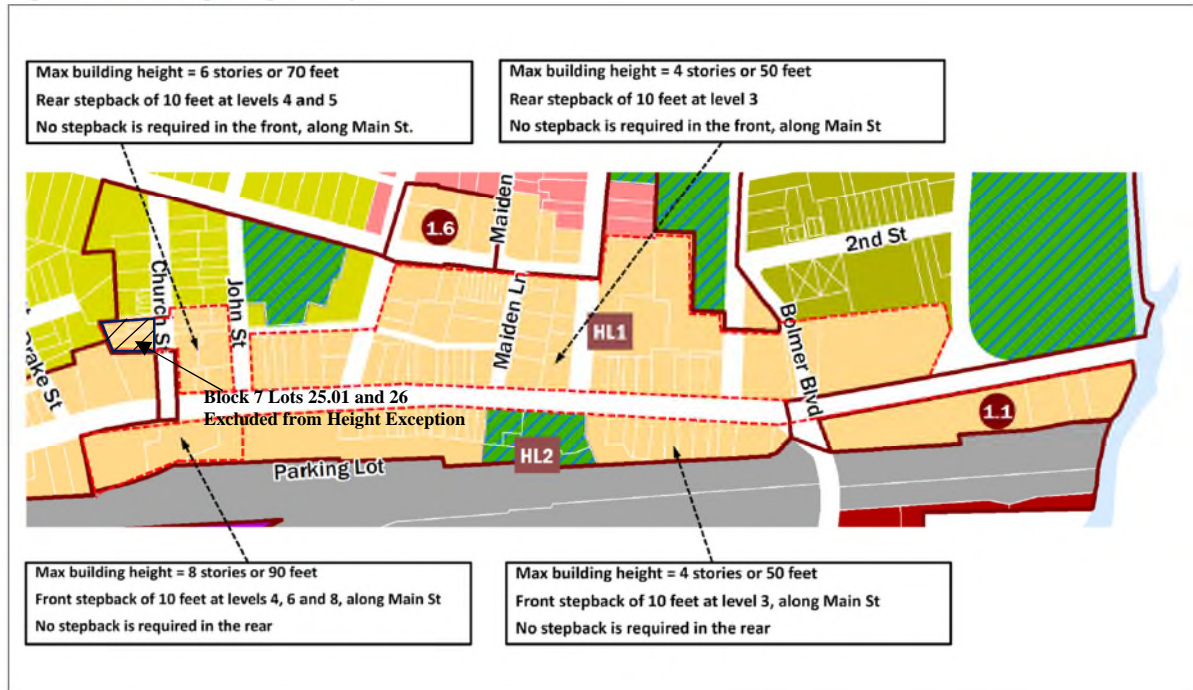 Max building height = 6 stories or 70 feet
Rear stepback of 10 feet at levels 4 and 5
No stepback is required in the front, along Main St.
Max building height = 4 stories or 50 feet
Rear stepback of 10 feet at level 3
No stepback is required in the front, along Main St
1.6
Maiden
2nd St
Church St
John St
Maiden Ln
HL1
Bolmer Blvd
Drake St
Block 7 Lots 25.01 and 26
Excluded from Height Exception
1.1
HL2
Parking Lot
Max building height = 8 stories or 90 feet
Front stepback of 10 feet at levels 4, 6 and 8, along Main St
No stepback is required in the rear
Max building height = 4 stories or 50 feet
Front stepback of 10 feet at level 3, along Main St
No stepback is required in the rear